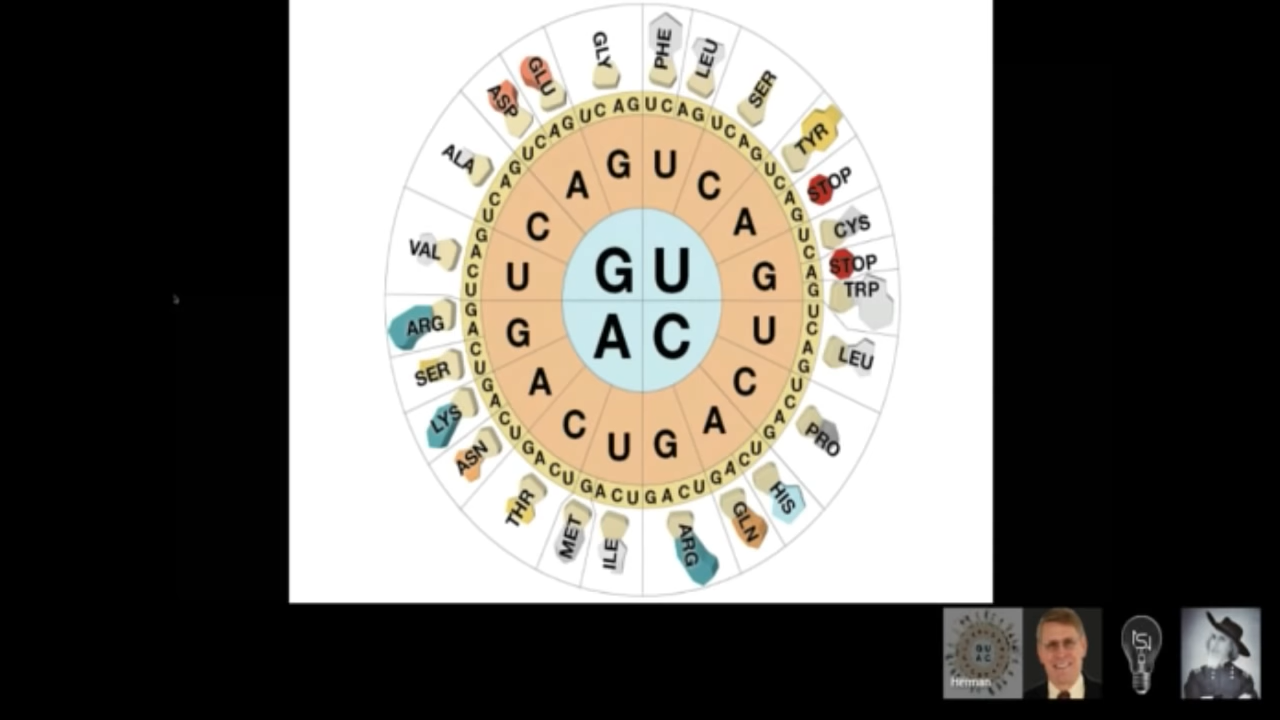 PHE
LEU
SER
TYR
STOP
CYS
STOP
TRP
LEU
PRO
HIS
GLN
ARG
ILE
MET
THR
ASN
LYS
SER
ARG
VAL
ALA
ASP
GLU
GLY
UCAGUCAGUCAGUCAGUCAGUCAGUCAGUCAGUCAGUCAGUCAGUCAGUCAGUCAGUCAGUCAG
U C A G U C A G U C A G U C A G
G U
A C
G U
A C
Herman